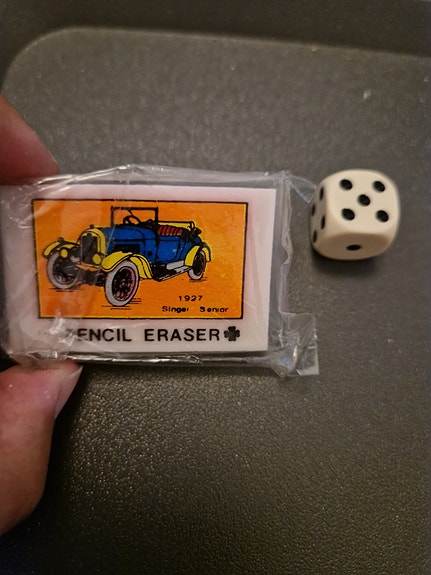 1927
Singer Senior
PENCIL ERASER